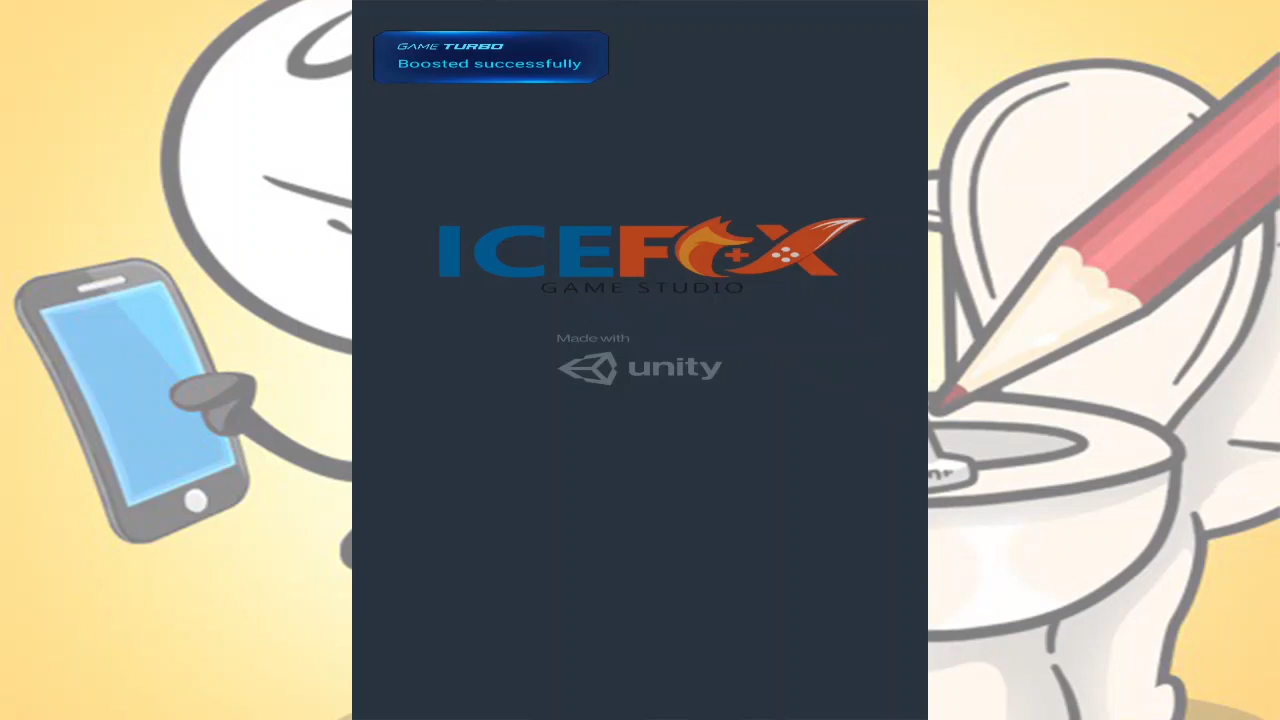 GAME TURBO
Boosted successfully
ICEFOX
GAME STUDIO
Made with
unity